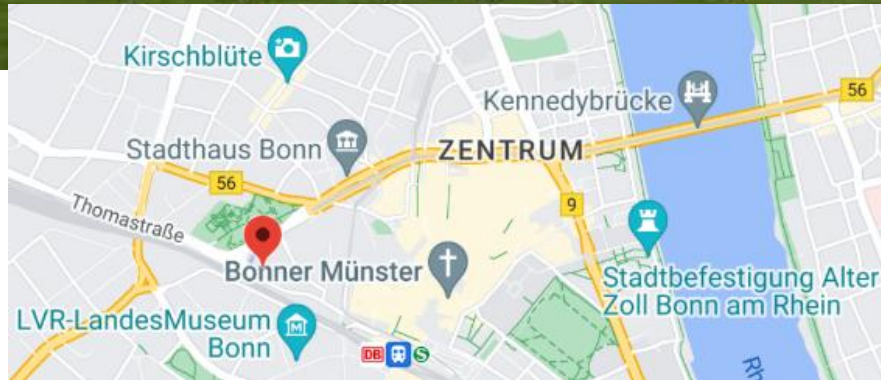 Kirschblüte
Kennedybrücke
56
Stadthaus Bonn
ZENTRUM
56
Thomastraße
9
Bonner Münster
Stadtbefestigung Alter
Zoll Bonn am Rhein
LVR-LandesMuseum
Bonn
M
DB
S
Rh